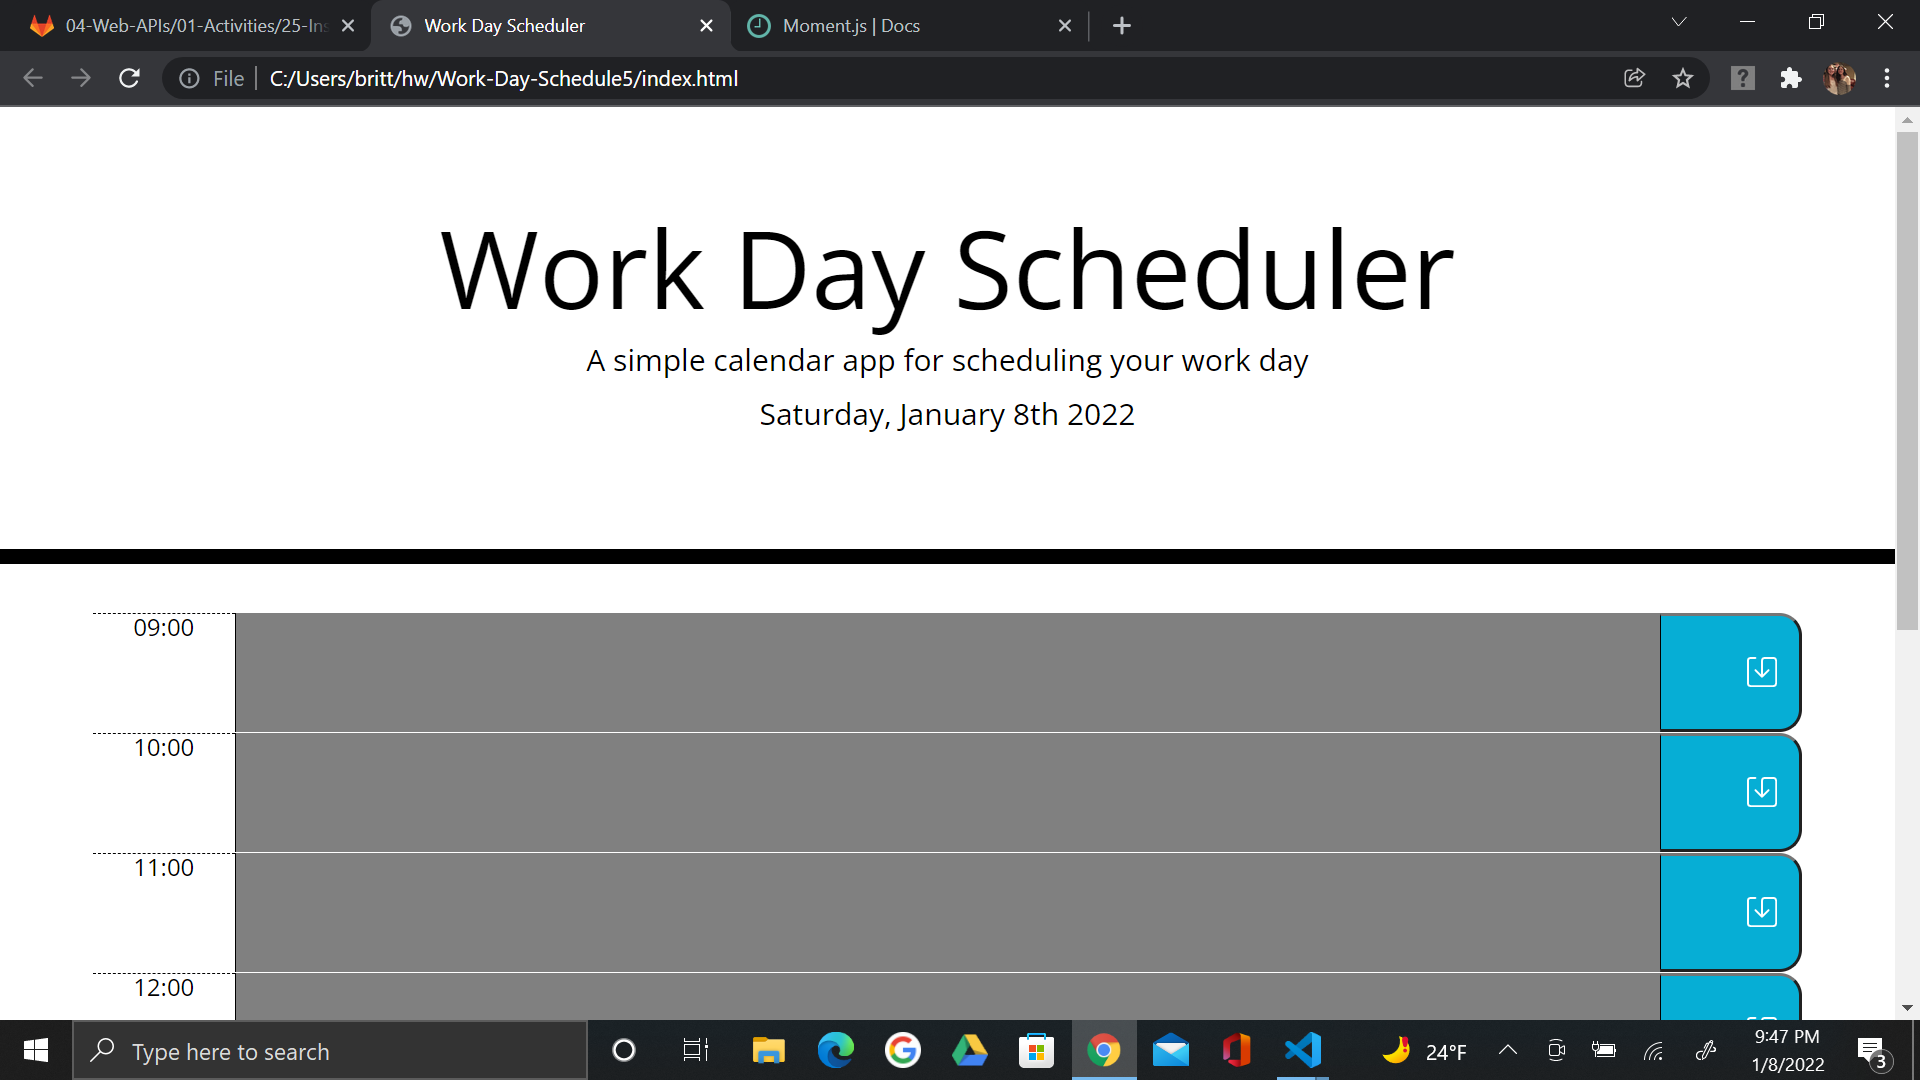 04-Web-APIs/01-Activities/25-Ins
Work Day Scheduler
Moment.js | Docs
File
C:/Users/britt/hw/Work-Day-Schedule5/index.html
Work Day Scheduler
A simple calendar app for scheduling your work day
Saturday, January 8th 2022
09:00
10:00
11:00
12:00
Type here to search
24°F
9:47 PM
1/8/2022
3